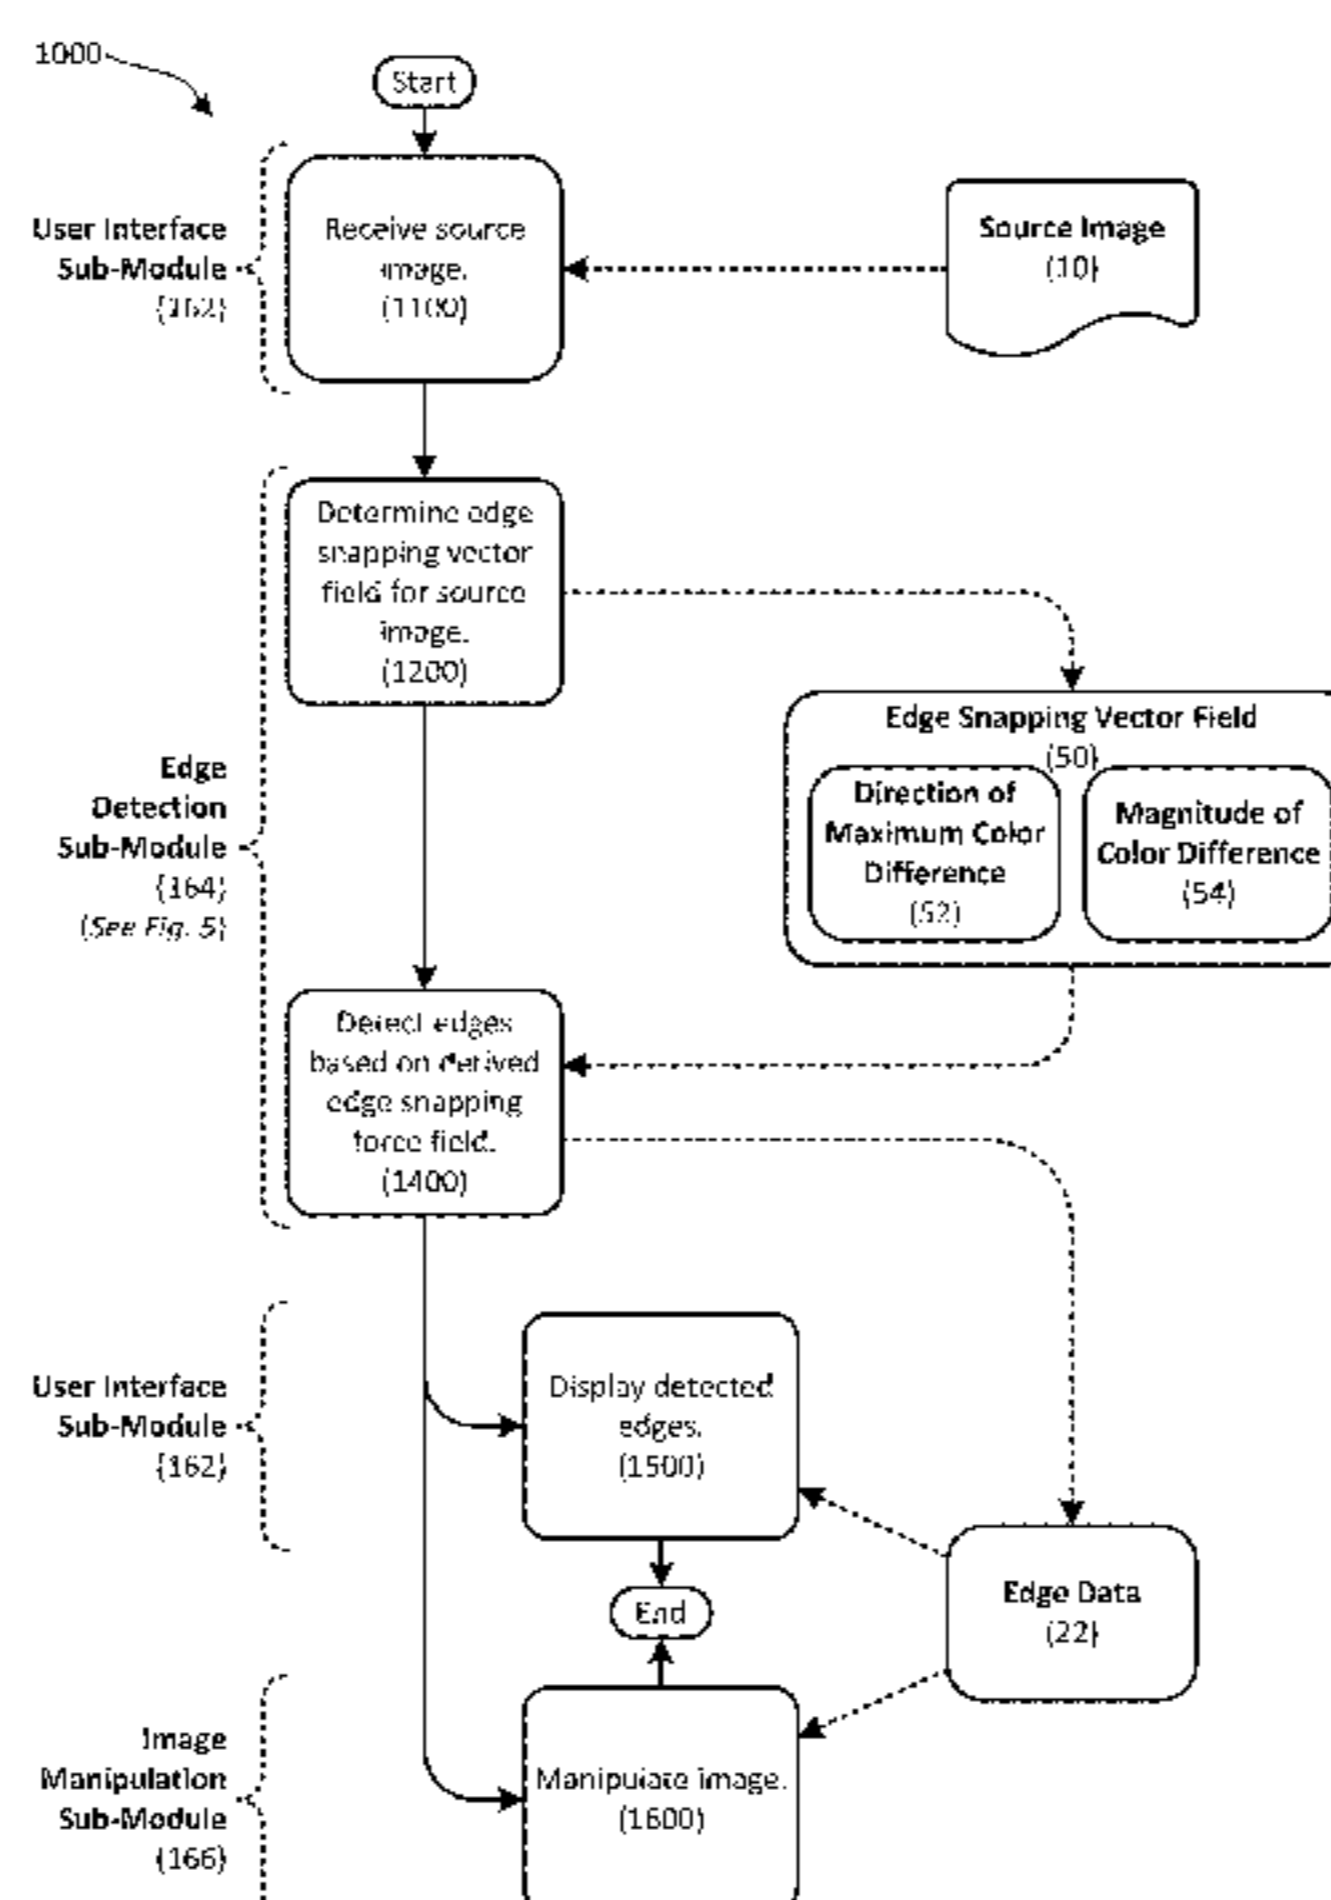 1000
Start
User Interface
Sub-Module
(162)
Receive source
image.
(1100)
Source Image
(10)
Determine edge
snapping vector
field for source
image.
(1200)
Edge Snapping Vector Field
(50)
Direction of
Maximum Color
Difference
(52)
Magnitude of
Color Difference
(54)
Edge
Detection
Sub-Module
(164)
(See Fig. 5)
Detect edges
based on derived
edge snapping
force field.
(1400)
User Interface
Sub-Module
(162)
Display detected
edges.
(1500)
End
Edge Data
(22)
Image
Manipulation
Sub-Module
(166)
Manipulate image.
(1600)